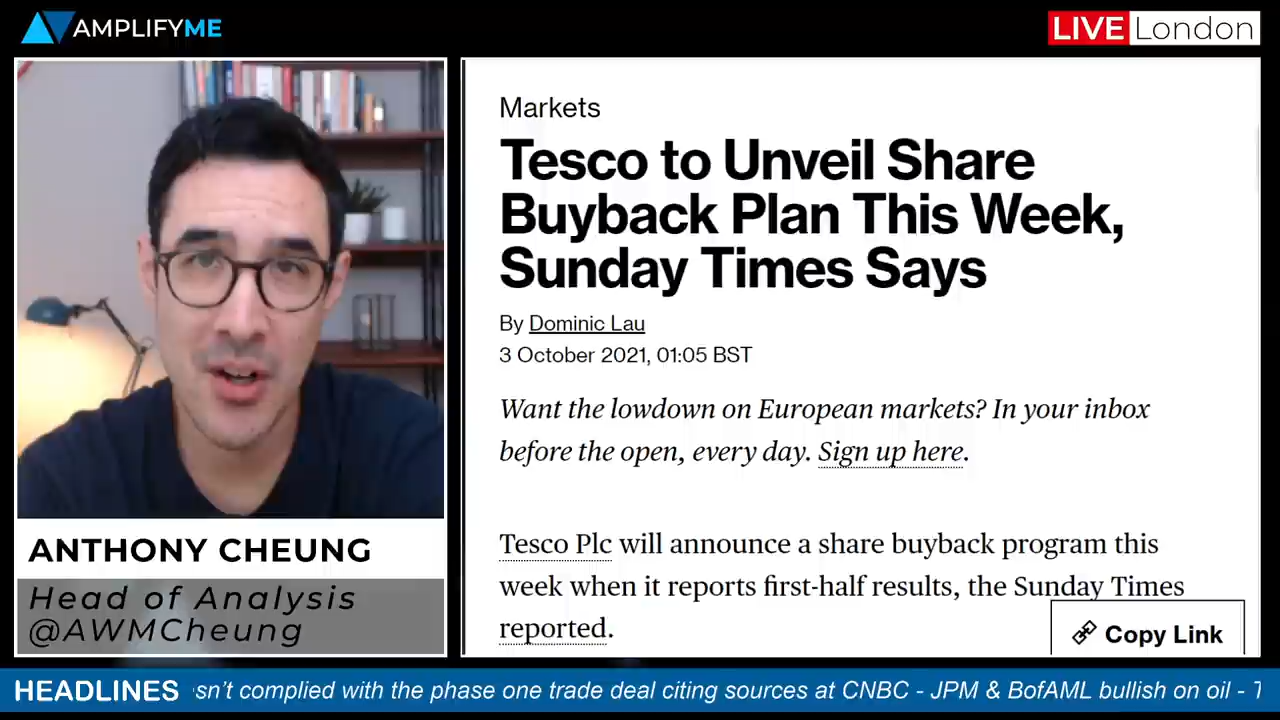 AMPLIFYME
LIVE London
Markets
Tesco to Unveil Share
Buyback Plan This Week,
Sunday Times Says
By Dominic Lau
3 October 2021, 01:05 BST
Want the lowdown on European markets? In your inbox
before the open, every day. Sign up here.
Tesco Plc will announce a share buyback program this
week when it reports first-half results, the Sunday Times
reported.
Copy Link
ANTHONY CHEUNG
Head of Analysis
@AWMCheung
HEADLINES sn't complied with the phase one trade deal citing sources at CNBC - JPM & BofAML bullish on oil -